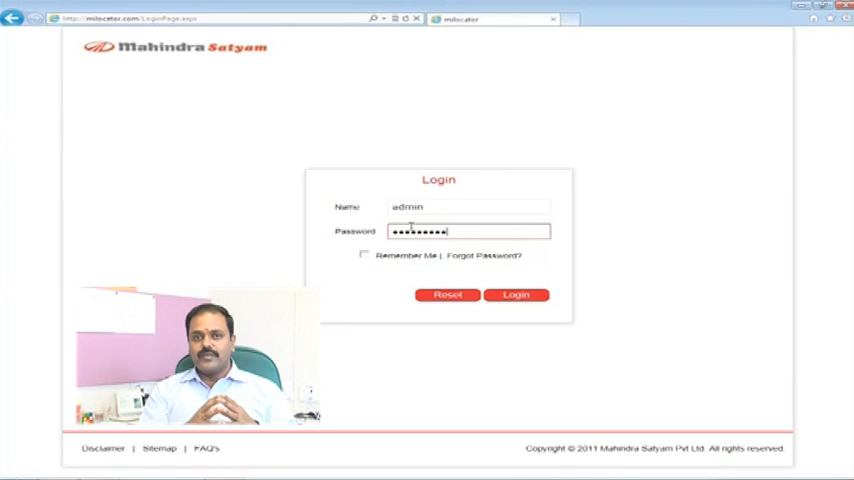 http://milocator.com/LoginPage.aspx
milocator
Mahindra Satyam
Login
Name admin
Password •••••••••
Remember Me | Forgot Password?
Reset Login
Disclaimer | Sitemap | FAQ's
Copyright © 2011 Mahindra Satyam Pvt Ltd. All rights reserved.